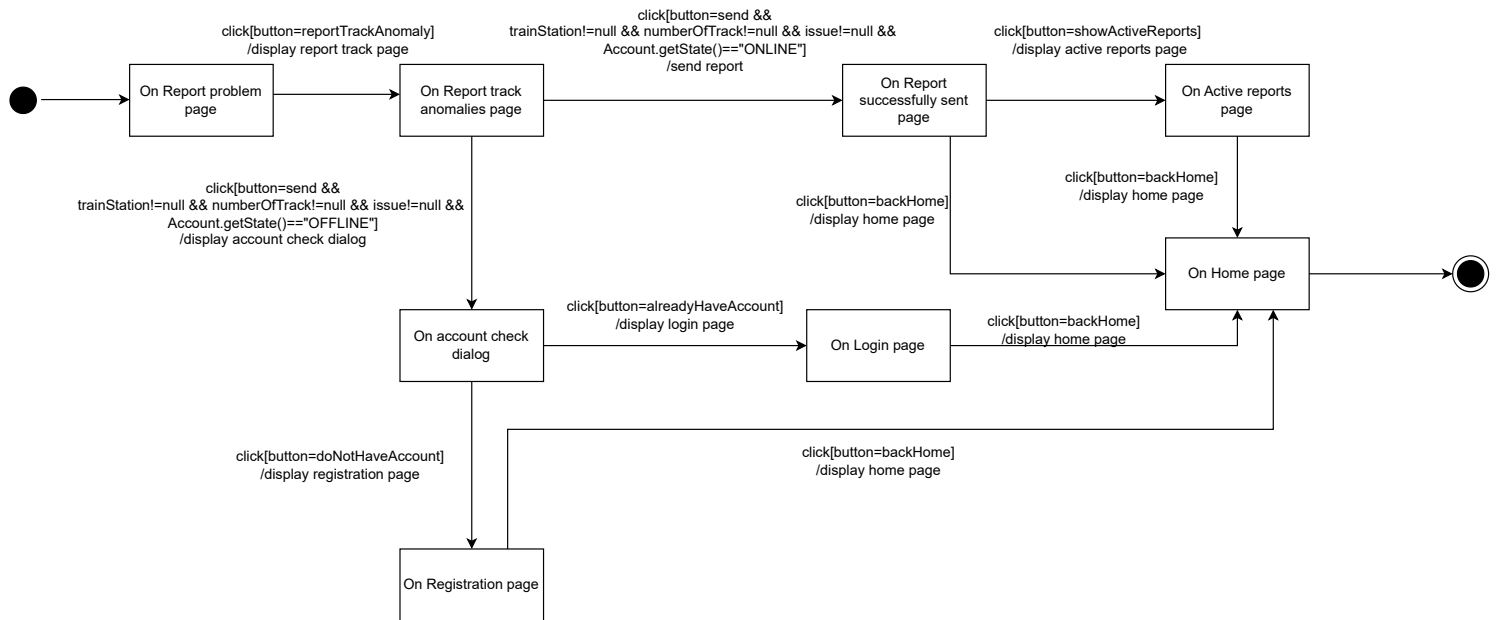 click[button=reportTrackAnomaly]
/display report track page
click[button=send &&
trainStation!=null && numberOfTrack!=null && issue!=null &&
Account.getState()=="ONLINE"]
/send report
click[button=showActiveReports]
/display active reports page
On Report problem
page
On Report track
anomalies page
On Report
successfully sent
page
On Active reports
page
click[button=send &&
trainStation!=null && numberOfTrack!=null && issue!=null &&
Account.getState()=="OFFLINE"]
/display account check dialog
click[button=backHome]
/display home page
click[button=backHome]
/display home page
On Home page
On account check
dialog
click[button=alreadyHaveAccount]
/display login page
On Login page
click[button=backHome]
/display home page
click[button=doNotHaveAccount]
/display registration page
click[button=backHome]
/display home page
On Registration page